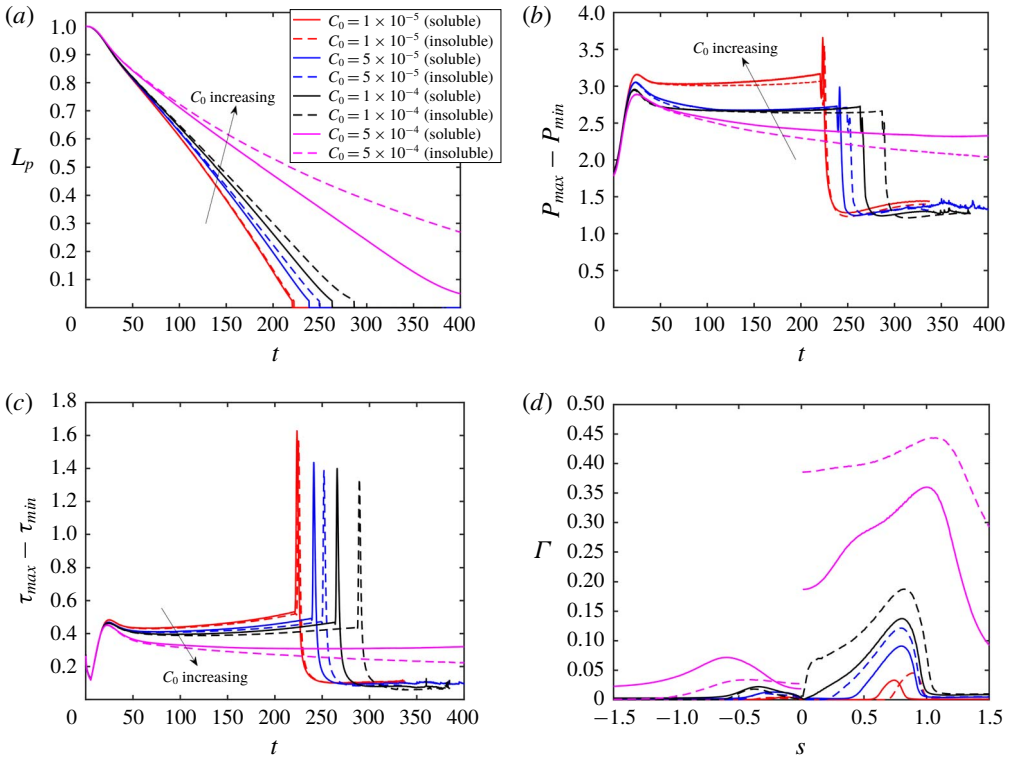 (a)
1.0
0.9
0.8
0.7
0.6
0.5
0.4
0.3
0.2
0.1
L_p
0 50 100 150 200 250 300 350 400
t
C_0 increasing
C_0 = 1 × 10^−5 (soluble)
C_0 = 1 × 10^−5 (insoluble)
C_0 = 5 × 10^−5 (soluble)
C_0 = 5 × 10^−5 (insoluble)
C_0 = 1 × 10^−4 (soluble)
C_0 = 1 × 10^−4 (insoluble)
C_0 = 5 × 10^−4 (soluble)
C_0 = 5 × 10^−4 (insoluble)
(b)
4.0
3.5
3.0
2.5
2.0
1.5
1.0
0.5
P_max − P_min
C_0 increasing
0 50 100 150 200 250 300 350 400
t
(c)
1.8
1.6
1.4
1.2
1.0
0.8
0.6
0.4
0.2
τ_max − τ_min
C_0 increasing
0 50 100 150 200 250 300 350 400
t
(d)
0.50
0.45
0.40
0.35
0.30
0.25
0.20
0.15
0.10
0.05
0
Γ
−1.5 −1.0 −0.5 0 0.5 1.0 1.5
s